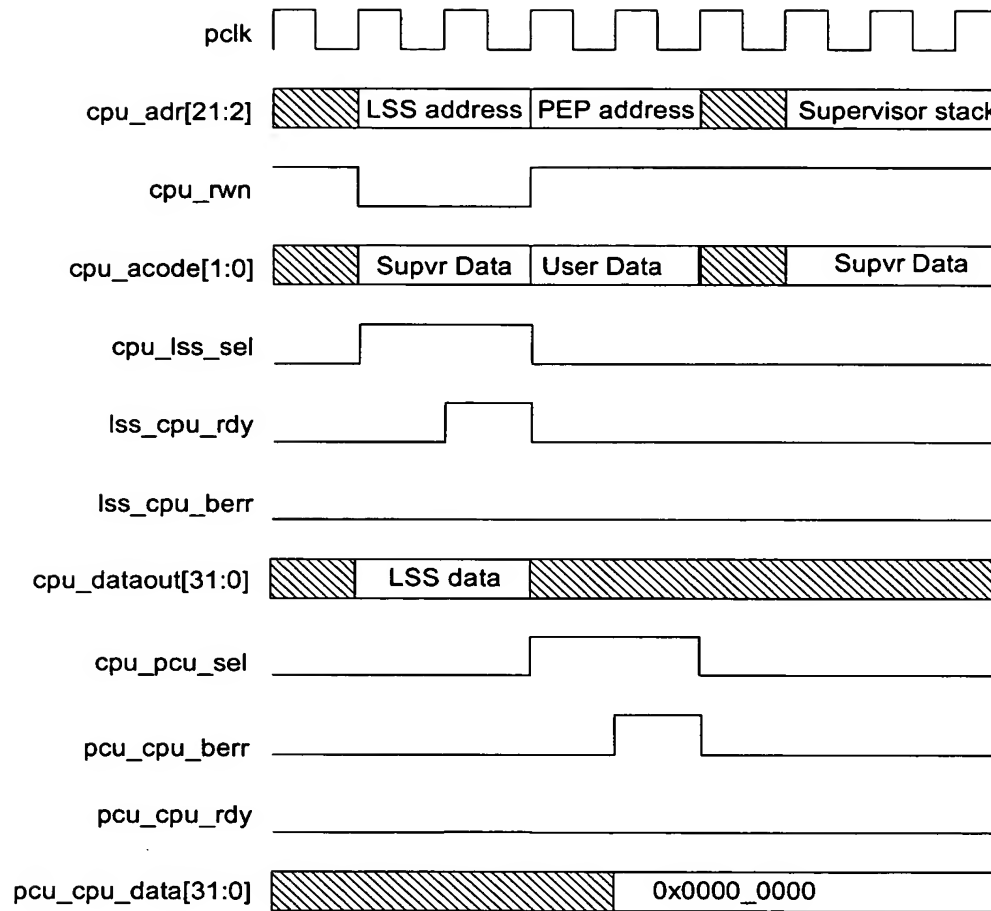 pclk
cpu_adr[21:2] LSS address PEP address Supervisor stack
cpu_rwn
cpu_acode[1:0] Supvr Data User Data Supvr Data
cpu_lss_sel
lss_cpu_rdy
lss_cpu_berr
cpu_dataout[31:0] LSS data
cpu_pcu_sel
pcu_cpu_berr
pcu_cpu_rdy
pcu_cpu_data[31:0] 0x0000_0000